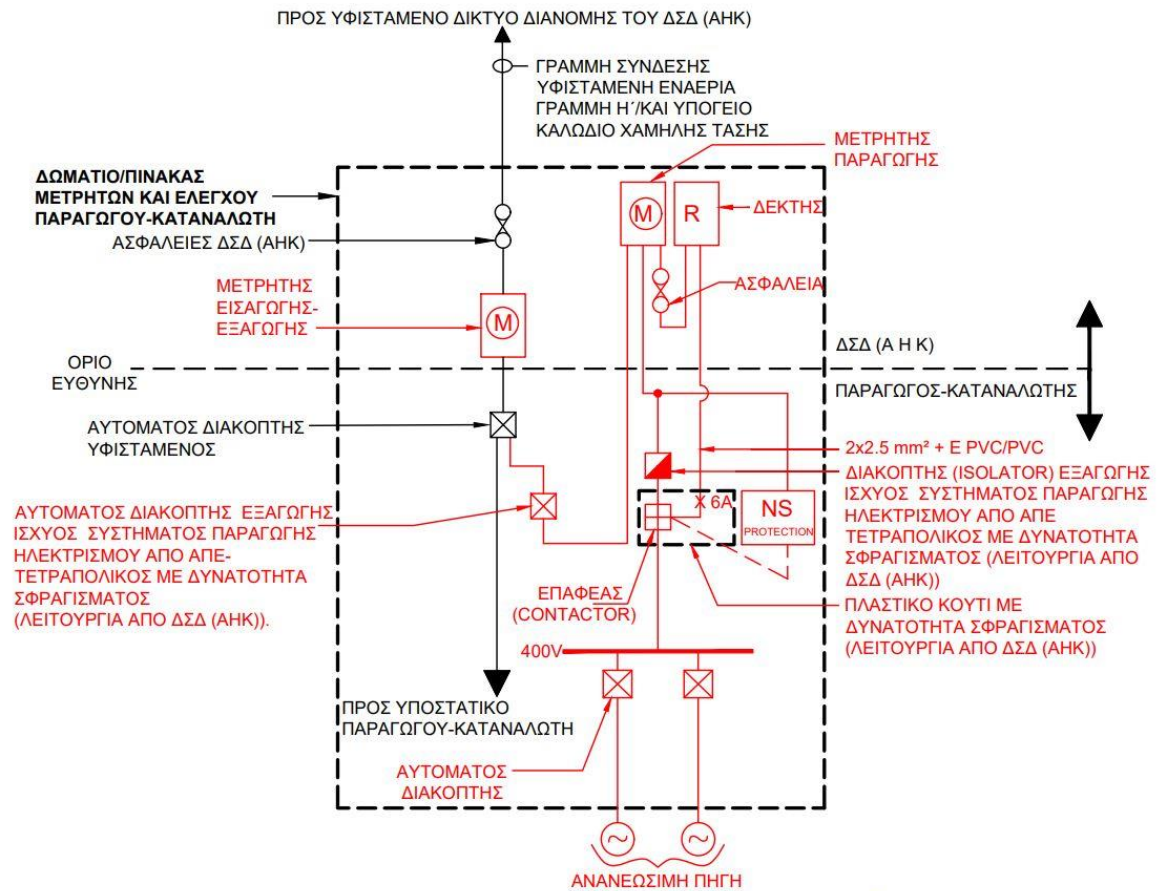 ΠΡΟΣ ΥΦΙΣΤΑΜΕΝΟ ΔΙΚΤΥΟ ΔΙΑΝΟΜΗΣ ΤΟΥ ΔΣΔ (ΑΗΚ)
ΓΡΑΜΜΗ ΣΥΝΔΕΣΗΣ
ΥΦΙΣΤΑΜΕΝΗ ΕΝΑΕΡΙΑ
ΓΡΑΜΜΗ Η΄/ΚΑΙ ΥΠΟΓΕΙΟ
ΚΑΛΩΔΙΟ ΧΑΜΗΛΗΣ ΤΑΣΗΣ
ΜΕΤΡΗΤΗΣ
ΠΑΡΑΓΩΓΗΣ
ΔΩΜΑΤΙΟ/ΠΙΝΑΚΑΣ
ΜΕΤΡΗΤΩΝ ΚΑΙ ΕΛΕΓΧΟΥ
ΠΑΡΑΓΩΓΟΥ-ΚΑΤΑΝΑΛΩΤΗ
M
R
ΔΕΚΤΗΣ
ΑΣΦΑΛΕΙΕΣ ΔΣΔ (ΑΗΚ)
ΑΣΦΑΛΕΙΑ
ΜΕΤΡΗΤΗΣ
ΕΙΣΑΓΩΓΗΣ-
ΕΞΑΓΩΓΗΣ
M
ΔΣΔ (Α Η Κ)
ΟΡΙΟ
ΕΥΘΥΝΗΣ
ΠΑΡΑΓΩΓΟΣ-ΚΑΤΑΝΑΛΩΤΗΣ
ΑΥΤΟΜΑΤΟΣ ΔΙΑΚΟΠΤΗΣ
ΥΦΙΣΤΑΜΕΝΟΣ
2x2.5 mm² + E PVC/PVC
ΔΙΑΚΟΠΤΗΣ (ISOLATOR) ΕΞΑΓΩΓΗΣ
ΙΣΧΥΟΣ ΣΥΣΤΗΜΑΤΟΣ ΠΑΡΑΓΩΓΗΣ
ΗΛΕΚΤΡΙΣΜΟΥ ΑΠΟ ΑΠΕ
ΤΕΤΡΑΠΟΛΙΚΟΣ ΜΕ ΔΥΝΑΤΟΤΗΤΑ
ΣΦΡΑΓΙΣΜΑΤΟΣ (ΛΕΙΤΟΥΡΓΙΑ ΑΠΟ
ΔΣΔ (ΑΗΚ))
X 6A
NS
PROTECTION
ΑΥΤΟΜΑΤΟΣ ΔΙΑΚΟΠΤΗΣ ΕΞΑΓΩΓΗΣ
ΙΣΧΥΟΣ ΣΥΣΤΗΜΑΤΟΣ ΠΑΡΑΓΩΓΗΣ
ΗΛΕΚΤΡΙΣΜΟΥ ΑΠΟ ΑΠΕ-
ΤΕΤΡΑΠΟΛΙΚΟΣ ΜΕ ΔΥΝΑΤΟΤΗΤΑ
ΣΦΡΑΓΙΣΜΑΤΟΣ
(ΛΕΙΤΟΥΡΓΙΑ ΑΠΟ ΔΣΔ (ΑΗΚ)).
ΕΠΑΦΕΑΣ
(CONTACTOR)
ΠΛΑΣΤΙΚΟ ΚΟΥΤΙ ΜΕ
ΔΥΝΑΤΟΤΗΤΑ ΣΦΡΑΓΙΣΜΑΤΟΣ
(ΛΕΙΤΟΥΡΓΙΑ ΑΠΟ ΔΣΔ (ΑΗΚ))
400V
ΠΡΟΣ ΥΠΟΣΤΑΤΙΚΟ
ΠΑΡΑΓΩΓΟΥ-ΚΑΤΑΝΑΛΩΤΗ
ΑΥΤΟΜΑΤΟΣ
ΔΙΑΚΟΠΤΗΣ
ΑΝΑΝΕΩΣΙΜΗ ΠΗΓΗ